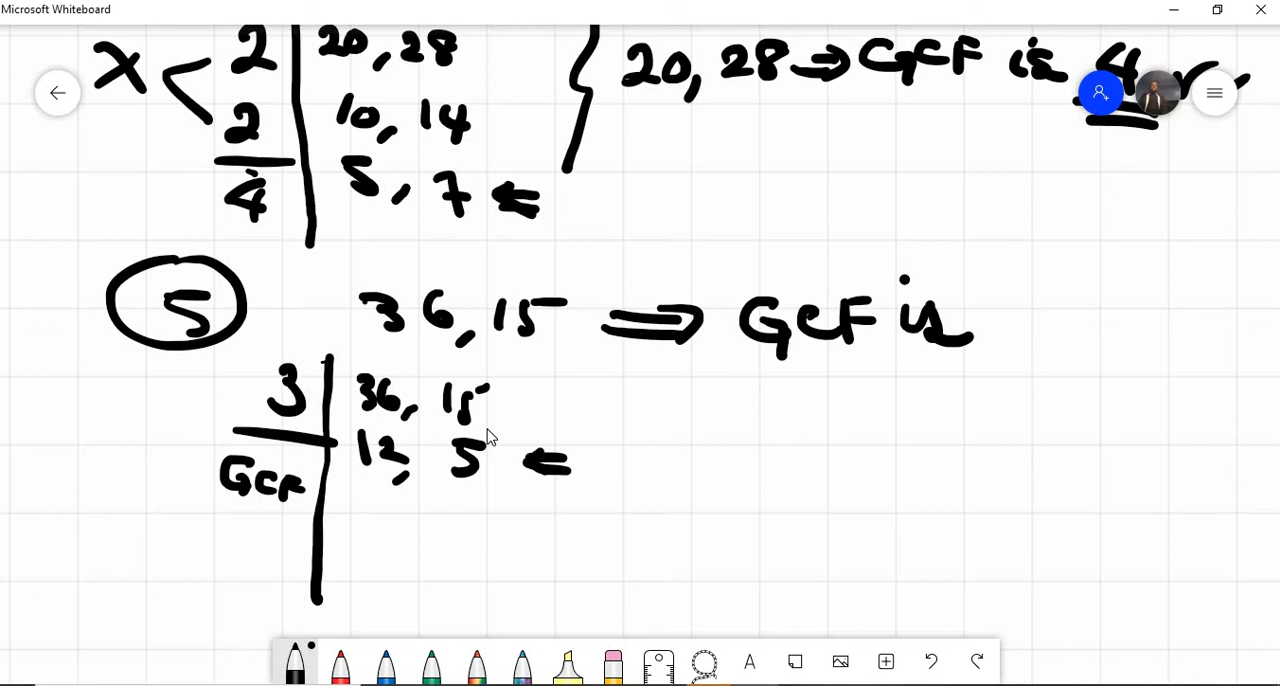 Microsoft Whiteboard
X < 2 | 20, 28
2 | 10, 14
4 | 5, 7 ⇐
20, 28 ⇒ GCF is 4
5 36, 15 ⇒ GCF is
3 | 36, 15
GCF | 12, 5 ⇐
A